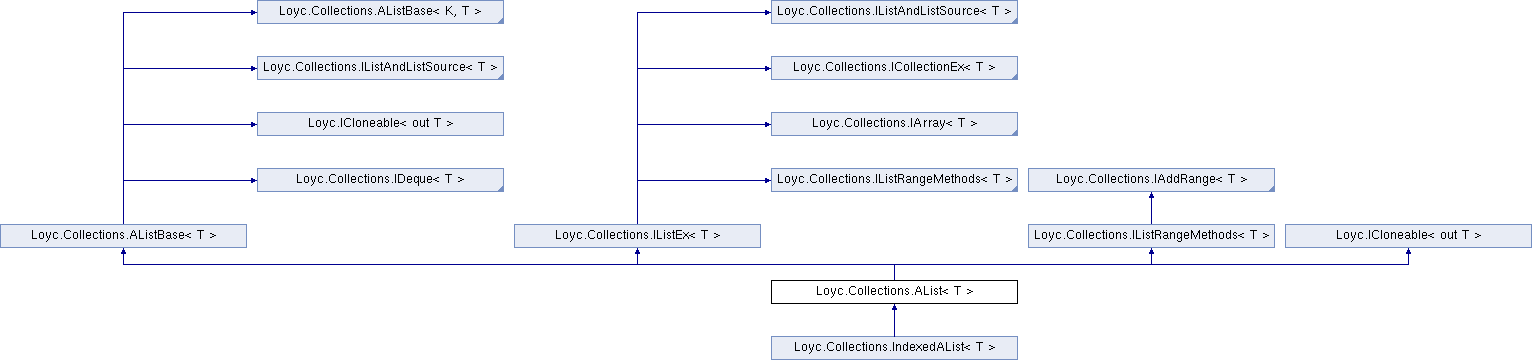 Loyc.Collections.AListBase< K, T >
Loyc.Collections.IListAndListSource< T >
Loyc.Collections.IListAndListSource< T >
Loyc.Collections.ICollectionEx< T >
Loyc.ICloneable< out T >
Loyc.Collections.IArray< T >
Loyc.Collections.IDeque< T >
Loyc.Collections.IListRangeMethods< T >
Loyc.Collections.IAddRange< T >
Loyc.Collections.AListBase< T >
Loyc.Collections.IListEx< T >
Loyc.Collections.IListRangeMethods< T >
Loyc.ICloneable< out T >
Loyc.Collections.AList< T >
Loyc.Collections.IndexedAList< T >